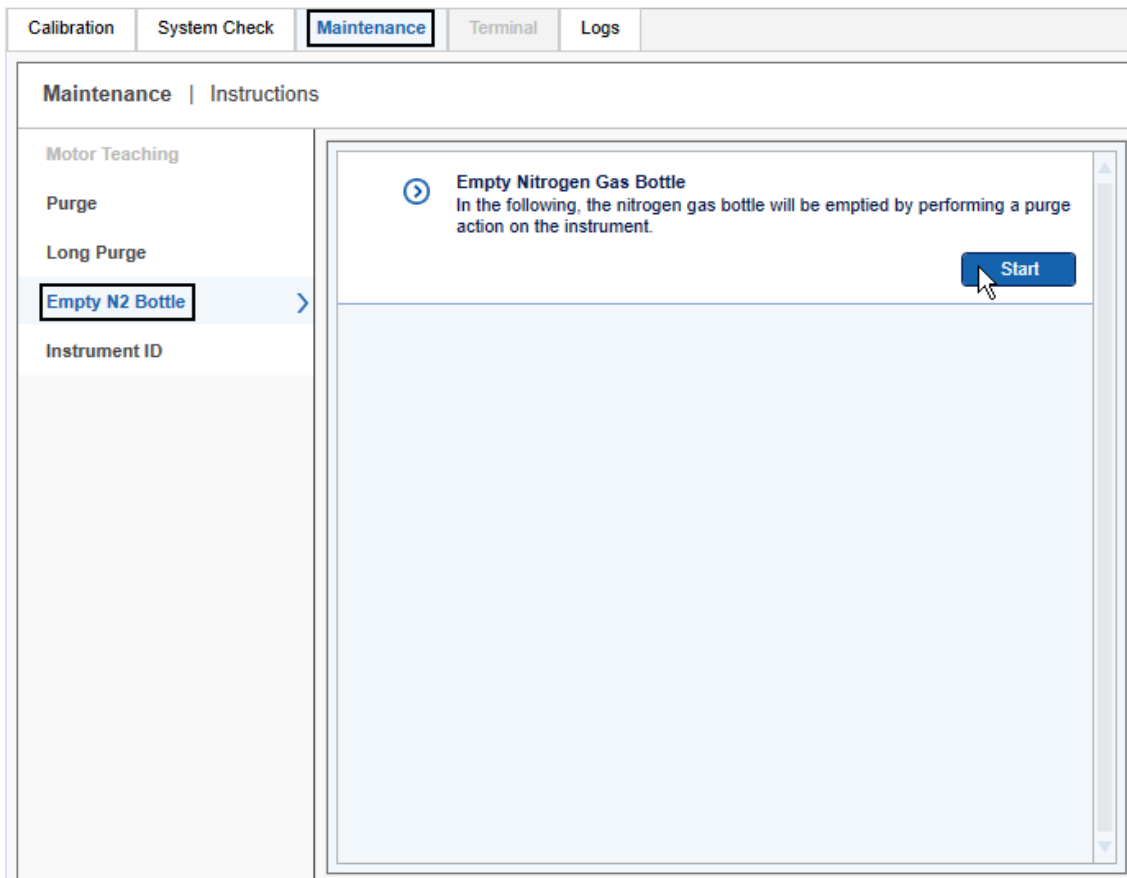 Calibration System Check Maintenance Terminal Logs
Maintenance | Instructions
Motor Teaching
Purge
Long Purge
Empty N2 Bottle
Instrument ID
Empty Nitrogen Gas Bottle
In the following, the nitrogen gas bottle will be emptied by performing a purge
action on the instrument.
Start